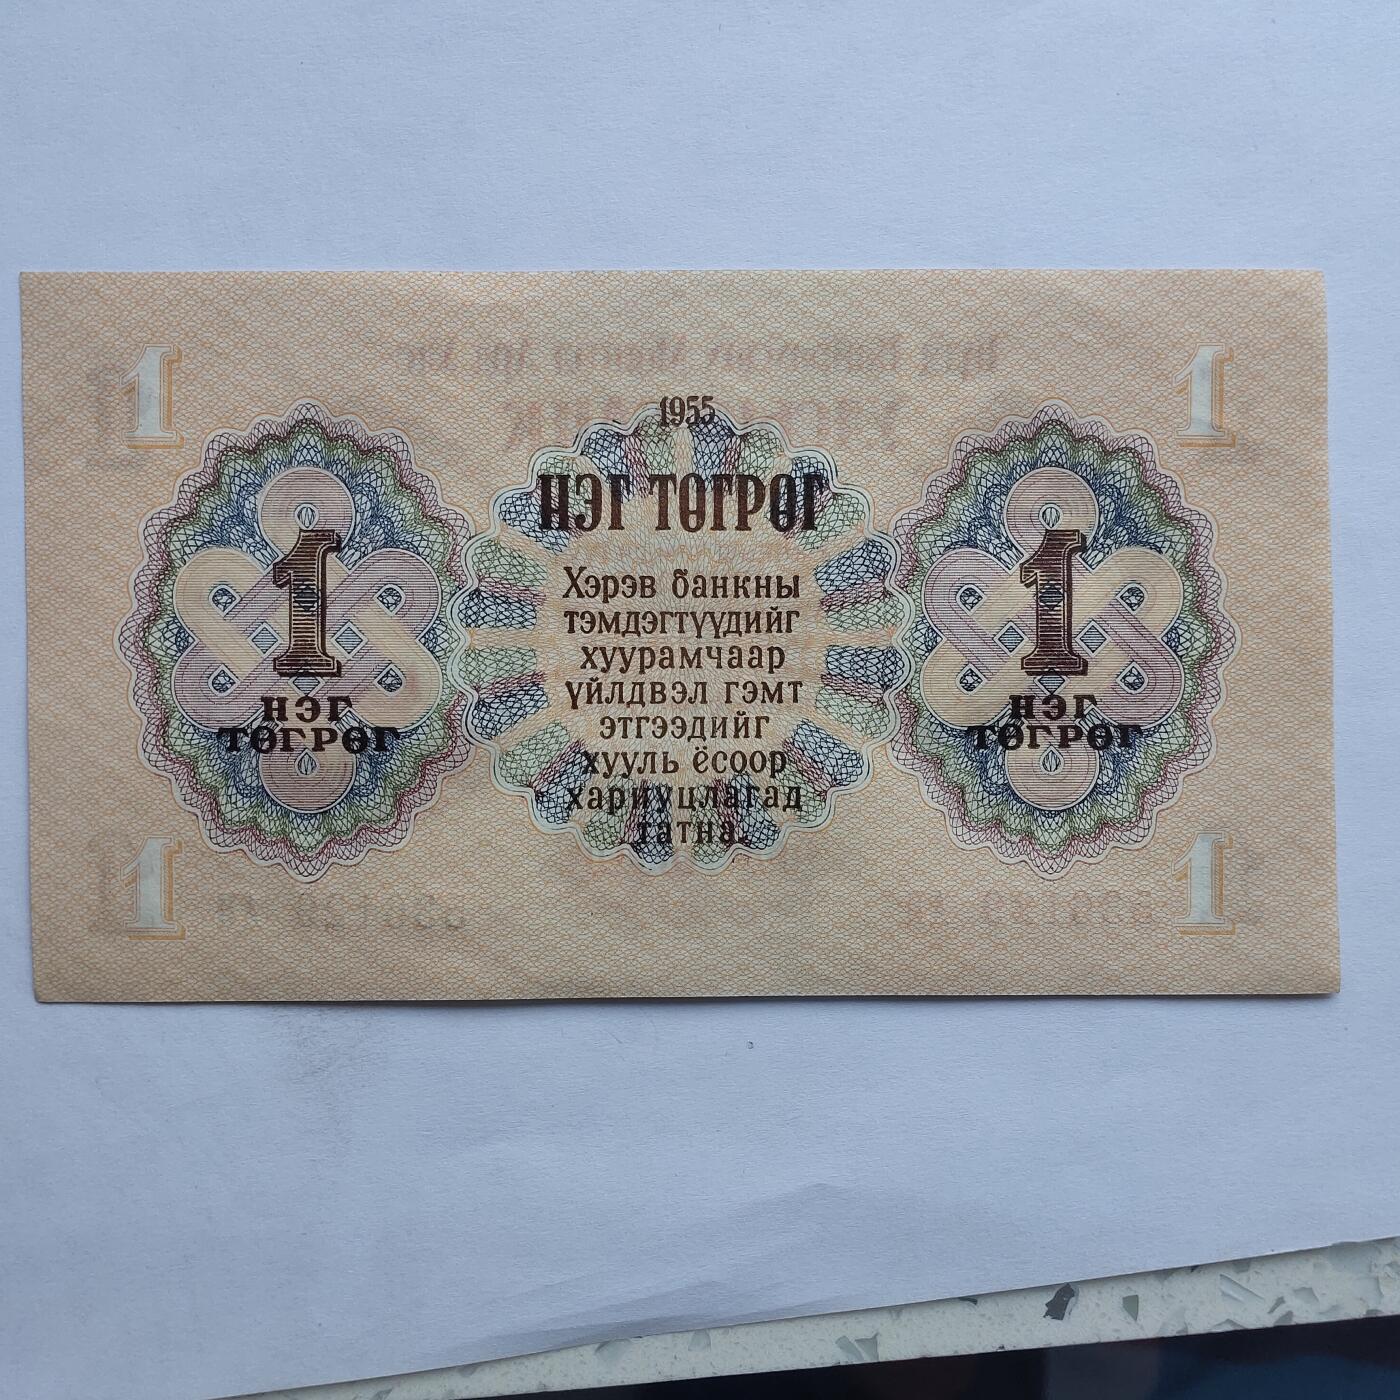 1
1
1955
НЭГ ТӨГРӨГ
1
НЭГ
ТӨГРӨГ
Хэрэв банкны
тэмдэгтүүдийг
хуурамчаар
үйлдвэл гэмт
этгээдийг
хууль ёсоор
хариуцлагад
татна.
1
НЭГ
ТӨГРӨГ
1
1